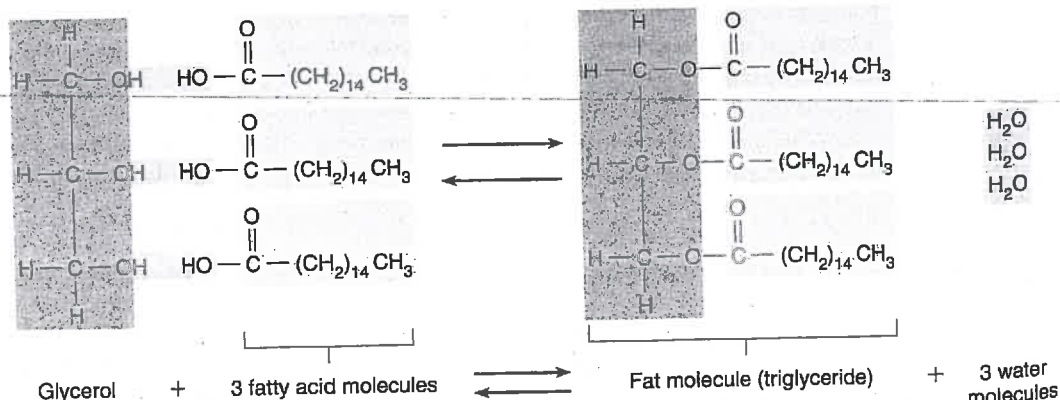 H O H O
H—C—OH HO—C—(CH₂)₁₄CH₃ H—C—O—C—(CH₂)₁₄CH₃
O O H₂O
H—C—OH HO—C—(CH₂)₁₄CH₃ H—C—O—C—(CH₂)₁₄CH₃ H₂O
H₂O
O O
H—C—OH HO—C—(CH₂)₁₄CH₃ H—C—O—C—(CH₂)₁₄CH₃
H H
Glycerol + 3 fatty acid molecules Fat molecule (triglyceride) + 3 water
molecules